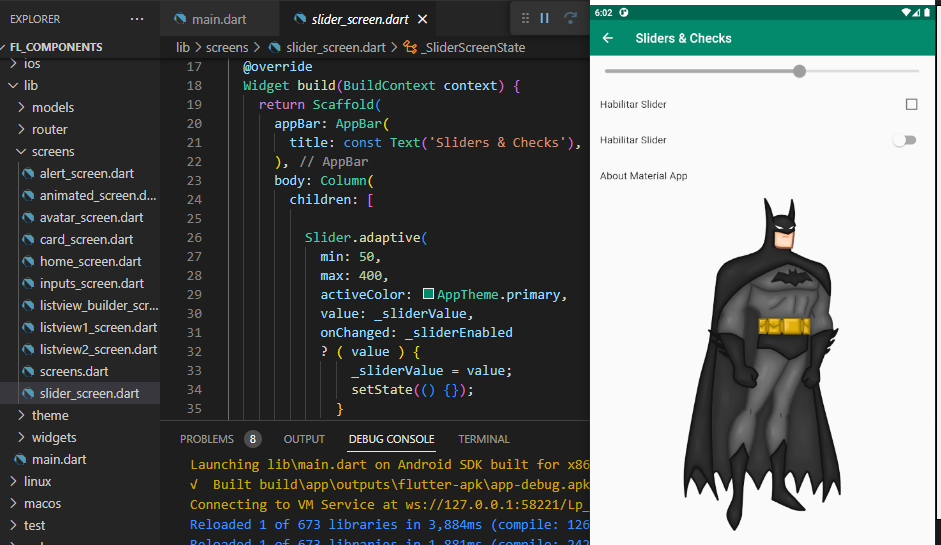 EXPLORER
FL_COMPONENTS
ios
lib
models
router
screens
alert_screen.dart
animated_screen.d...
avatar_screen.dart
card_screen.dart
home_screen.dart
inputs_screen.dart
listview_builder_scr...
listview1_screen.dart
listview2_screen.dart
screens.dart
slider_screen.dart
theme
widgets
main.dart
linux
macos
test
main.dart
slider_screen.dart
lib > screens > slider_screen.dart > _SliderScreenState
17 @override
18 Widget build(BuildContext context) {
19 return Scaffold(
20 appBar: AppBar(
21 title: const Text('Sliders & Checks'),
22 ), // AppBar
23 body: Column(
24 children: [
25
26 Slider.adaptive(
27 min: 50,
28 max: 400,
29 activeColor: AppTheme.primary,
30 value: _sliderValue,
31 onChanged: _sliderEnabled
32 ? ( value ) {
33 _sliderValue = value;
34 setState(() {});
35 }
PROBLEMS 8 OUTPUT DEBUG CONSOLE TERMINAL
Launching lib\main.dart on Android SDK built for x86
√ Built build\app\outputs\flutter-apk\app-debug.apk
Connecting to VM Service at ws://127.0.0.1:58221/Lp_
Reloaded 1 of 673 libraries in 3,884ms (compile: 126
Reloaded 1 of 673 libraries in 1,881ms (compile: 242
6:02
Sliders & Checks
Habilitar Slider
Habilitar Slider
About Material App